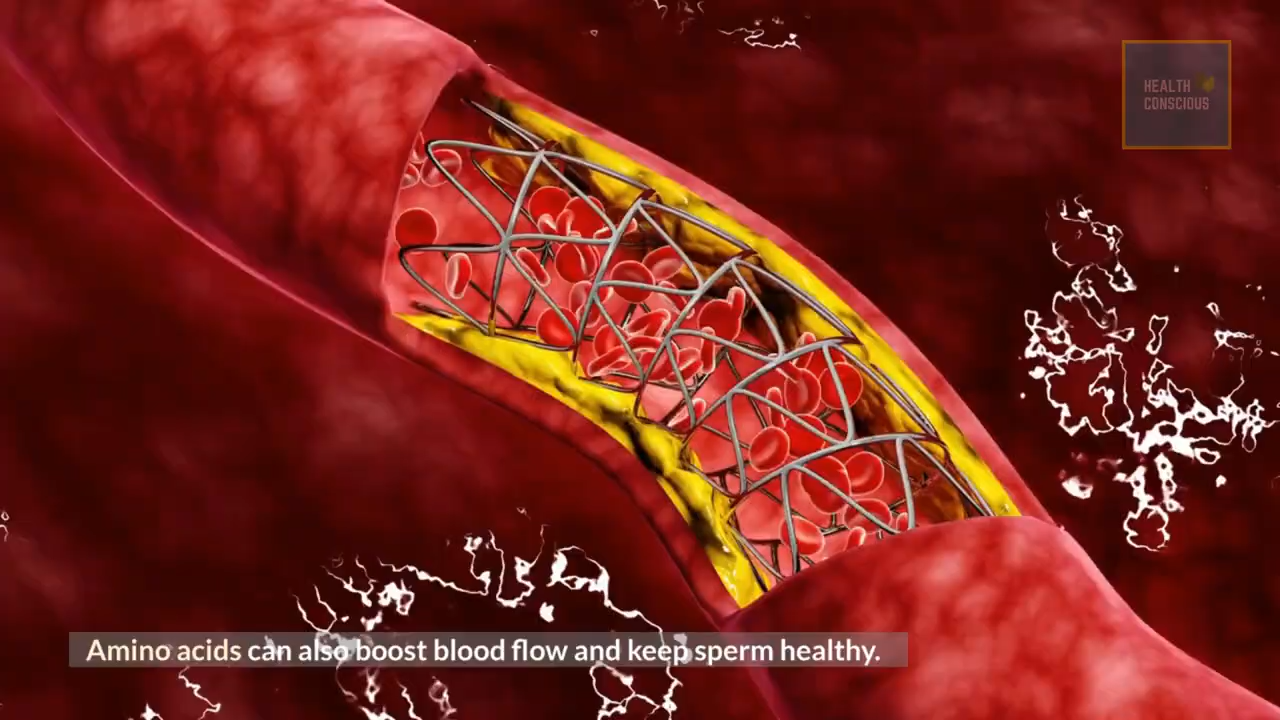 HEALTH
CONSCIOUS
Amino acids can also boost blood flow and keep sperm healthy.